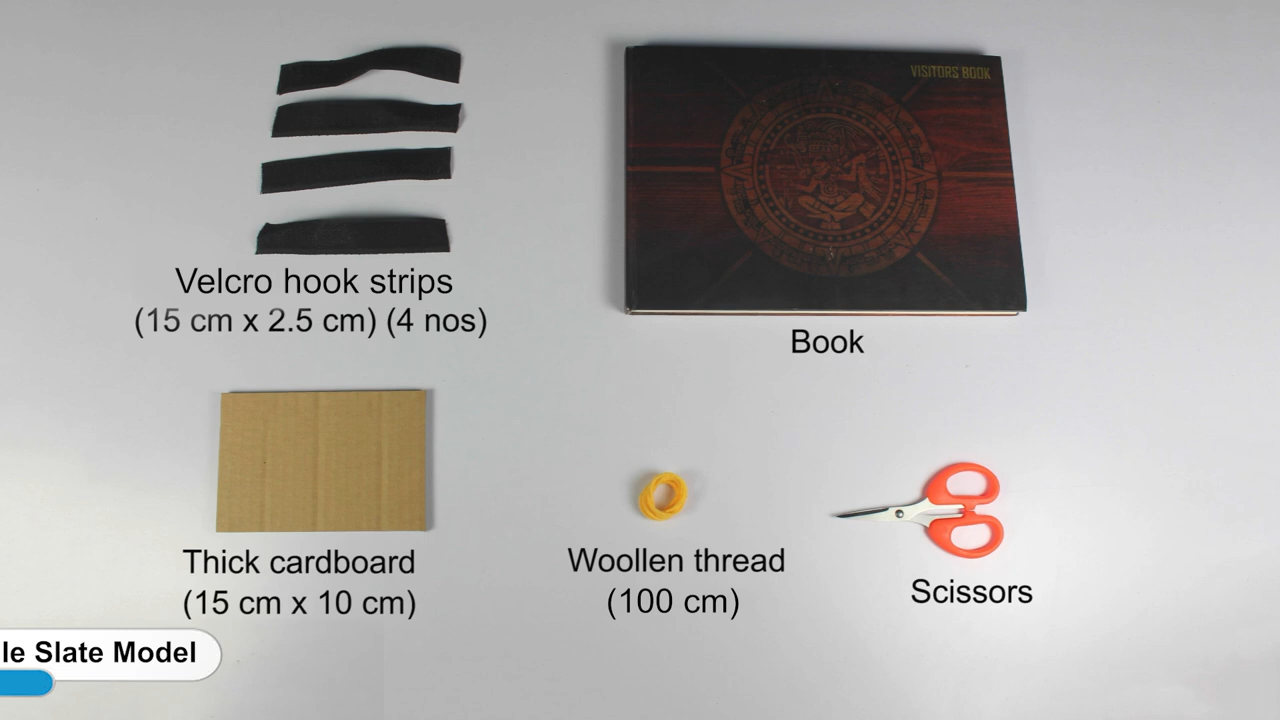 VISITORS BOOK
Velcro hook strips
(15 cm x 2.5 cm) (4 nos)
Book
Thick cardboard
(15 cm x 10 cm)
Woollen thread
(100 cm)
Scissors
le Slate Model